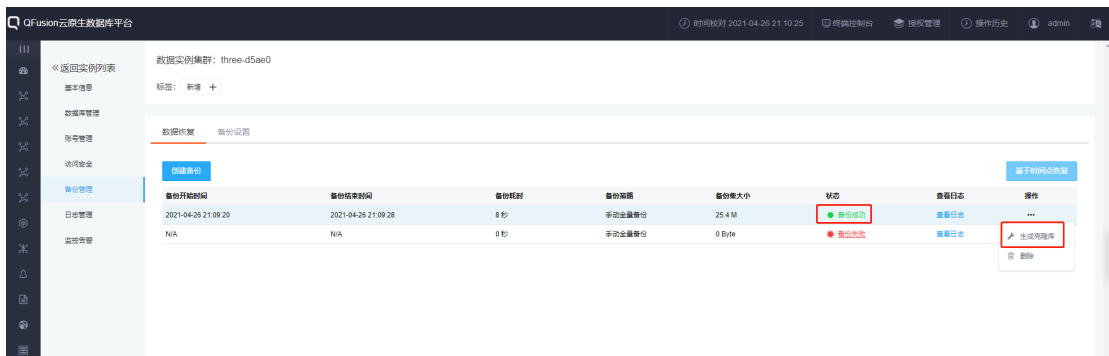 QFusion云原生数据库平台 时间校对 2021-04-26 21:10:25 终端控制台 授权管理 操作历史 admin
≪返回实例列表
基本信息
数据库管理
账号管理
访问安全
备份管理
日志管理
监控告警
数据实例集群: three-d5ae0
标签: 新增 +
数据恢复 备份设置
创建备份 基于时间点恢复
备份开始时间 备份结束时间 备份耗时 备份策略 备份集大小 状态 查看日志 操作
2021-04-26 21:09:20 2021-04-26 21:09:28 8 秒 手动全量备份 25.4 M 备份成功 查看日志 •••
N/A N/A 0 秒 手动全量备份 0 Byte 备份失败 查看日志
生成克隆库
删除